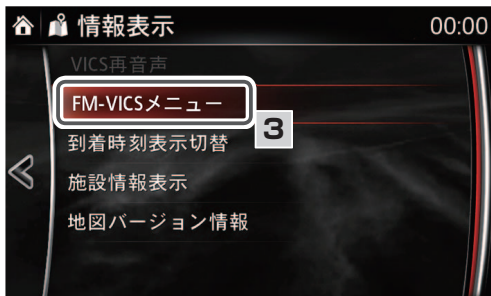 情報表示 00:00
VICS再音声
FM-VICSメニュー
3
到着時刻表示切替
施設情報表示
地図バージョン情報